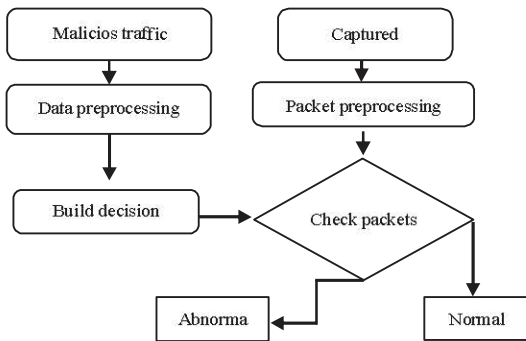 Malicios traffic
Captured
Data preprocessing
Packet preprocessing
Build decision
Check packets
Abnorma
Normal